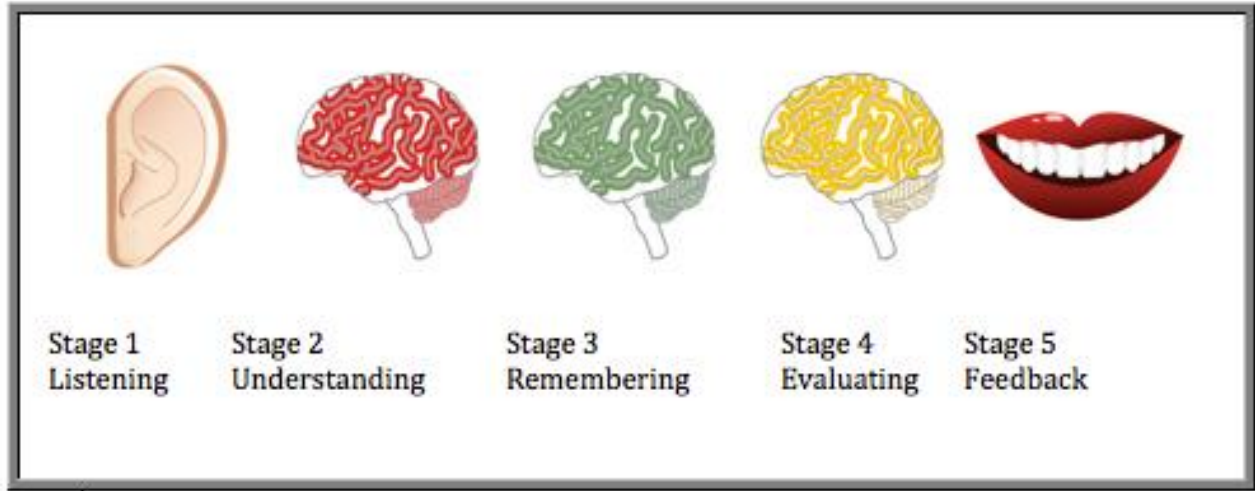 Stage 1
Listening
Stage 2
Understanding
Stage 3
Remembering
Stage 4
Evaluating
Stage 5
Feedback